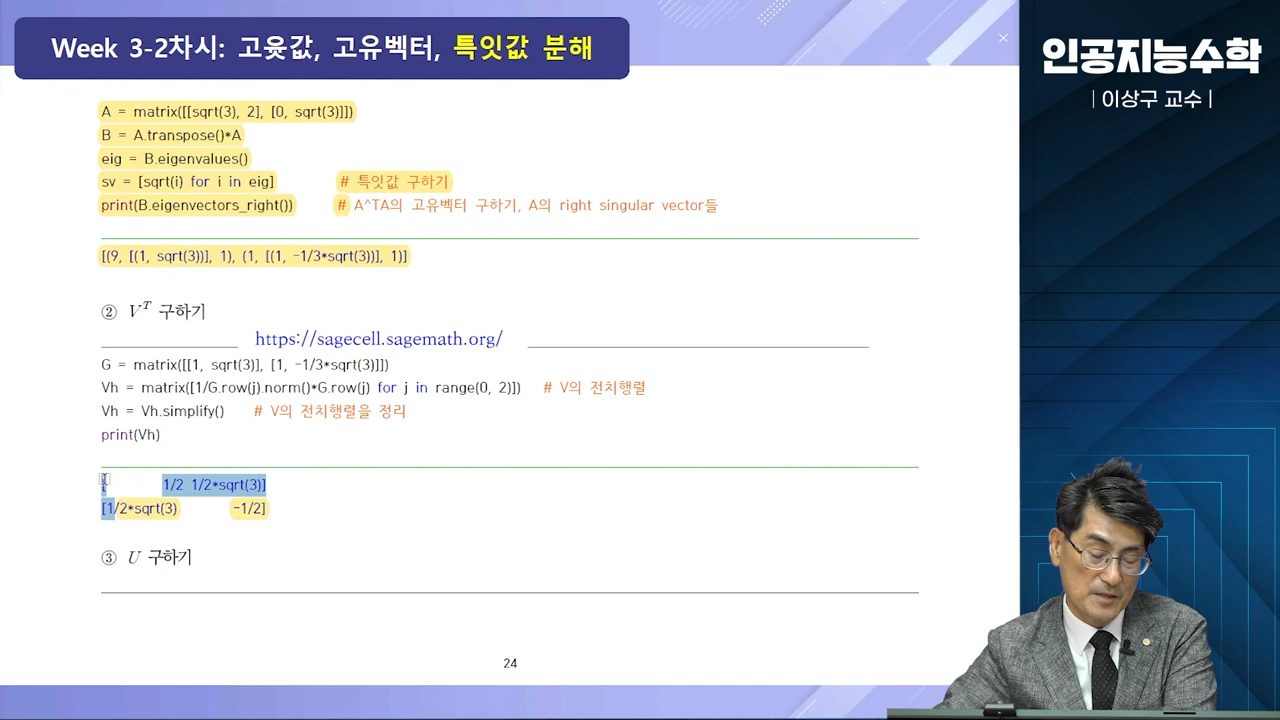 Week 3-2차시: 고윳값, 고유벡터, 특잇값 분해
인공지능수학
| 이상구 교수 |
A = matrix([[sqrt(3), 2], [0, sqrt(3)]])
B = A.transpose()*A
eig = B.eigenvalues()
sv = [sqrt(i) for i in eig] # 특잇값 구하기
print(B.eigenvectors_right()) # A^TA의 고유벡터 구하기, A의 right singular vector들
[(9, [(1, sqrt(3))], 1), (1, [(1, -1/3*sqrt(3))], 1)]
② V^T 구하기
https://sagecell.sagemath.org/
G = matrix([[1, sqrt(3)], [1, -1/3*sqrt(3)]])
Vh = matrix([1/G.row(j).norm()*G.row(j) for j in range(0, 2)]) # V의 전치행렬
Vh = Vh.simplify() # V의 전치행렬을 정리
print(Vh)
[ 1/2 1/2*sqrt(3)]
[1/2*sqrt(3) -1/2]
③ U 구하기
24